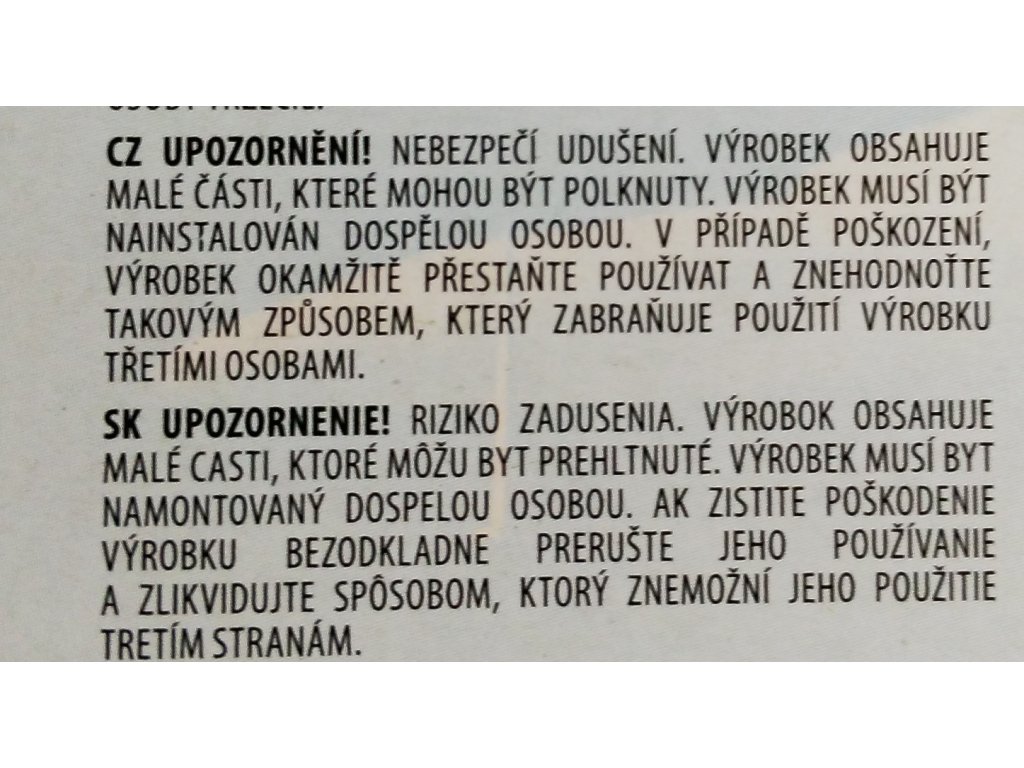 CZ UPOZORNĚNÍ! NEBEZPEČÍ UDUŠENÍ. VÝROBEK OBSAHUJE
MALÉ ČÁSTI, KTERÉ MOHOU BÝT POLKNUTY. VÝROBEK MUSÍ BÝT
NAINSTALOVÁN DOSPĚLOU OSOBOU. V PŘÍPADĚ POŠKOZENÍ,
VÝROBEK OKAMŽITĚ PŘESTAŇTE POUŽÍVAT A ZNEHODNOŤTE
TAKOVÝM ZPŮSOBEM, KTERÝ ZABRAŇUJE POUŽITÍ VÝROBKU
TŘETÍMI OSOBAMI.
SK UPOZORNENIE! RIZIKO ZADUSENIA. VÝROBOK OBSAHUJE
MALÉ CASTI, KTORÉ MÔŽU BYT PREHLTNUTÉ. VÝROBEK MUSÍ BYT
NAMONTOVANÝ DOSPELOU OSOBOU. AK ZISTITE POŠKODENIE
VÝROBKU BEZODKLADNE PRERUŠTE JEHO POUŽÍVANIE
A ZLIKVIDUJTE SPÔSOBOM, KTORÝ ZNEMOŽNÍ JEHO POUŽITIE
TRETÍM STRANÁM.